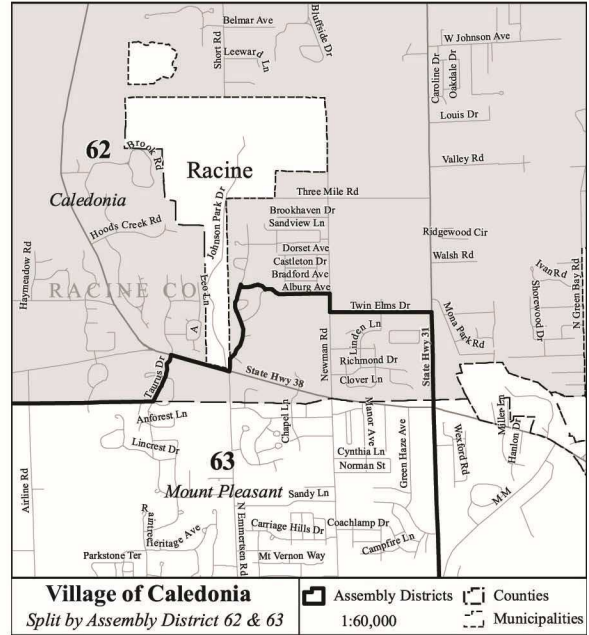 Belmar Ave
Short Rd
Leeward Ln
Bluffside Dr
W Johnson Ave
Caroline Dr
Oakdale Dr
Louis Dr
62
Brook Rd
Racine
Valley Rd
Caledonia
Three Mile Rd
Johnson Park Dr
Brookhaven Dr
Sandview Ln
Hoods Creek Rd
Ridgewood Cir
Dorset Ave
Walsh Rd
Castleton Dr
Haymeadow Rd
Bradford Ave
Ivan Rd
N Green Bay Rd
RACINE CO
Leo Ln
Alburg Ave
Shorewood Dr
Twin Elms Dr
Mona Park Rd
A
Linden Ln
Newman Rd
State Hwy 31
Richmond Dr
Taurus Dr
State Hwy 38
Clover Ln
Anforest Ln
Chapel Ln
Manor Ave
Green Haze Ave
Miller Ln
Hanlon Dr
Wexford Rd
Lincrest Dr
63
Cynthia Ln
Norman St
Airline Rd
Mount Pleasant
Sandy Ln
MM
N Emmertsen Rd
Heritage Ave
Carriage Hills Dr
Coachlamp Dr
Campfire Ln
Parkstone Ter
Mt Vernon Way
Village of Caledonia
Split by Assembly District 62 & 63
Assembly Districts
Counties
1:60,000
Municipalities